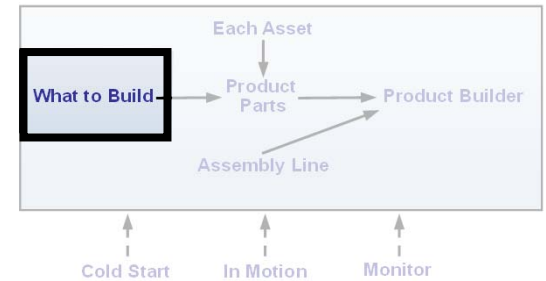 Each Asset
What to Build
Product
Parts
Product Builder
Assembly Line
Cold Start
In Motion
Monitor